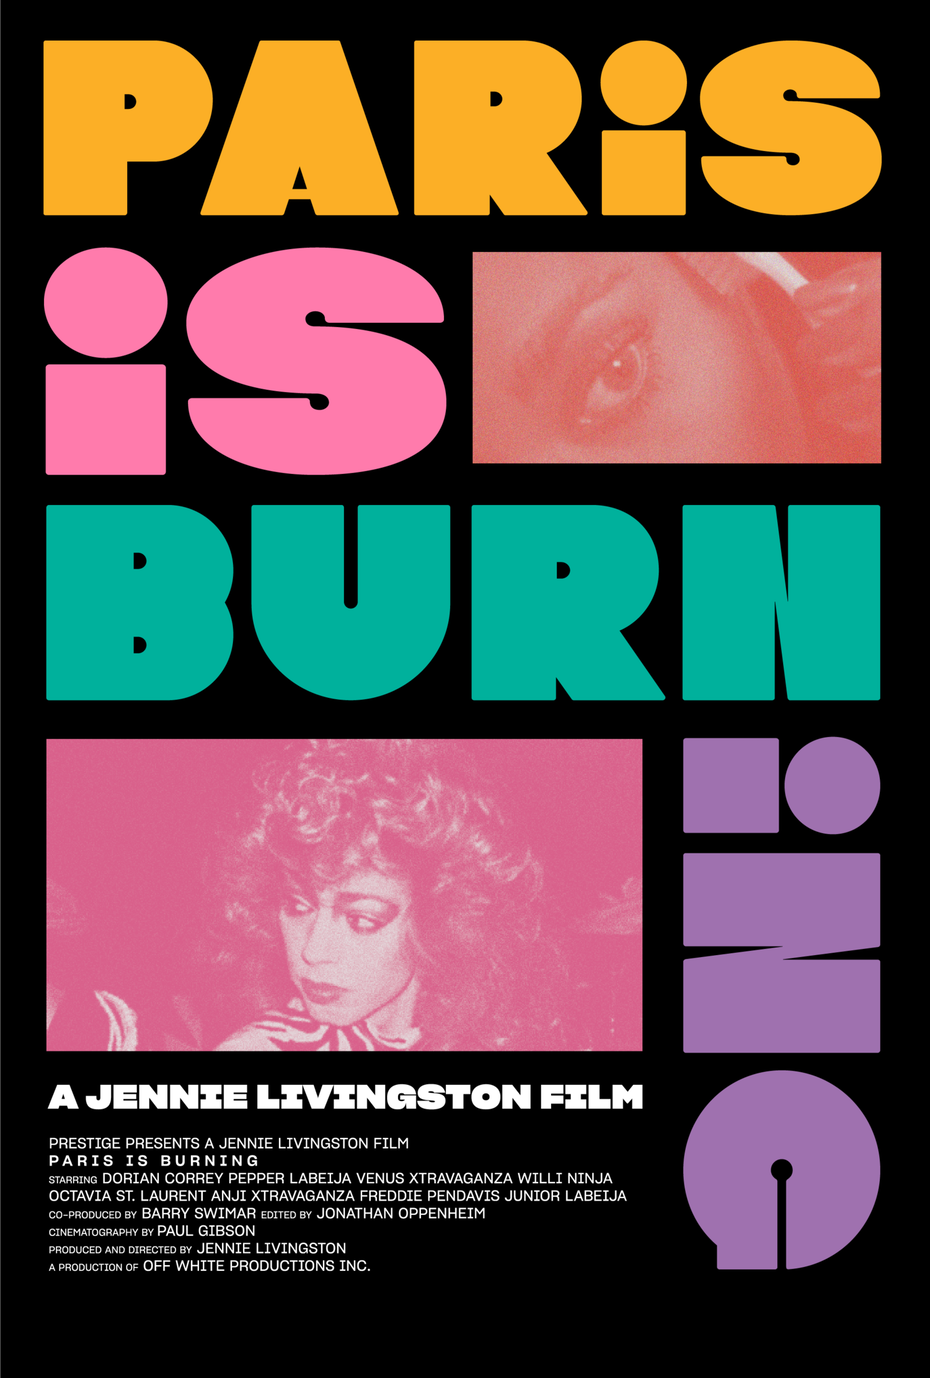 PARiS
iS
BURN
iNG
A JENNIE LIVINGSTON FILM
PRESTIGE PRESENTS A JENNIE LIVINGSTON FILM
PARIS IS BURNING
STARRING DORIAN CORREY PEPPER LABEIJA VENUS XTRAVAGANZA WILLI NINJA
OCTAVIA ST. LAURENT ANJI XTRAVAGANZA FREDDIE PENDAVIS JUNIOR LABEIJA
CO-PRODUCED BY BARRY SWIMAR EDITED BY JONATHAN OPPENHEIM
CINEMATOGRAPHY BY PAUL GIBSON
PRODUCED AND DIRECTED BY JENNIE LIVINGSTON
A PRODUCTION OF OFF WHITE PRODUCTIONS INC.